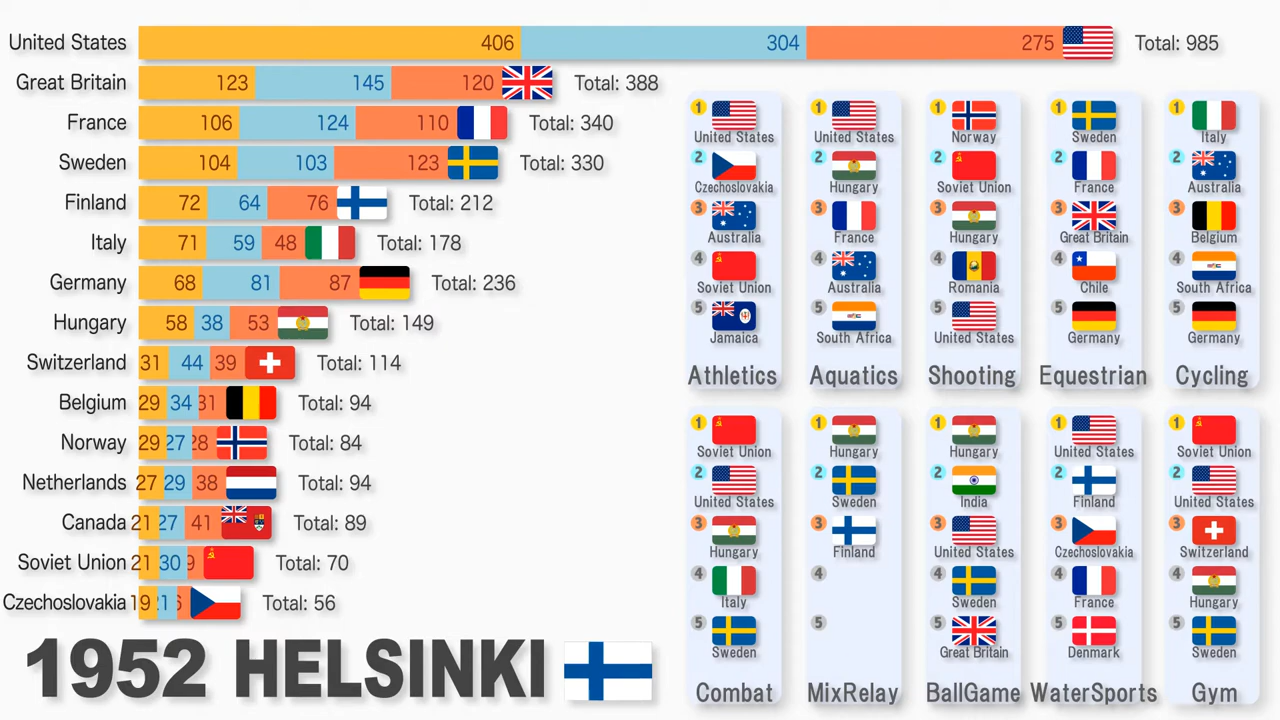 United States 406 304 275 Total: 985
Great Britain 123 145 120 Total: 388
France 106 124 110 Total: 340
Sweden 104 103 123 Total: 330
Finland 72 64 76 Total: 212
Italy 71 59 48 Total: 178
Germany 68 81 87 Total: 236
Hungary 58 38 53 Total: 149
Switzerland 31 44 39 Total: 114
Belgium 29 34 31 Total: 94
Norway 29 27 28 Total: 84
Netherlands 27 29 38 Total: 94
Canada 21 27 41 Total: 89
Soviet Union 21 30 Total: 70
Czechoslovakia 19 Total: 56
1952 HELSINKI
1 United States
2 Czechoslovakia
3 Australia
4 Soviet Union
5 Jamaica
Athletics
1 United States
2 Hungary
3 France
4 Australia
5 South Africa
Aquatics
1 Norway
2 Soviet Union
3 Hungary
4 Romania
5 United States
Shooting
1 Sweden
2 France
3 Great Britain
4 Chile
5 Germany
Equestrian
1 Italy
2 Australia
3 Belgium
4 South Africa
5 Germany
Cycling
1 Soviet Union
2 United States
3 Hungary
4 Italy
5 Sweden
Combat
1 Hungary
2 Sweden
3 Finland
4
5
MixRelay
1 Hungary
2 India
3 United States
4 Sweden
5 Great Britain
BallGame
1 United States
2 Finland
3 Czechoslovakia
4 France
5 Denmark
WaterSports
1 Soviet Union
2 United States
3 Switzerland
4 Hungary
5 Sweden
Gym